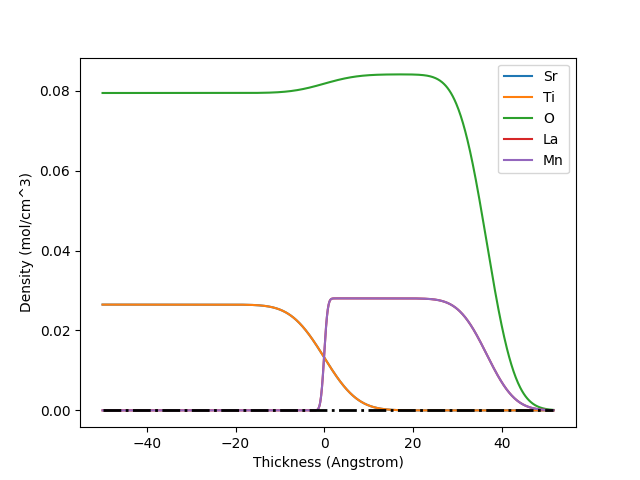 Sr
Ti
O
La
Mn
0.08
0.06
0.04
0.02
0.00
Density (mol/cm^3)
−40
−20
0
20
40
Thickness (Angstrom)